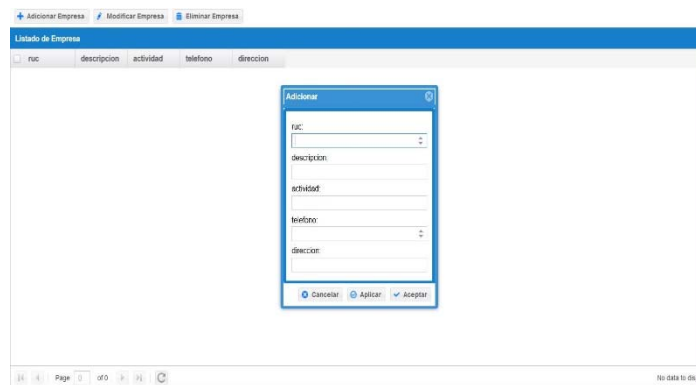 Adicionar Empresa Modificar Empresa Eliminar Empresa
Listado de Empresa
ruc descripcion actividad telefono direccion
Adicionar
ruc:
descripcion:
actividad:
telefono:
direccion:
Cancelar Aplicar Aceptar
Page 0 of 0
No data to dis